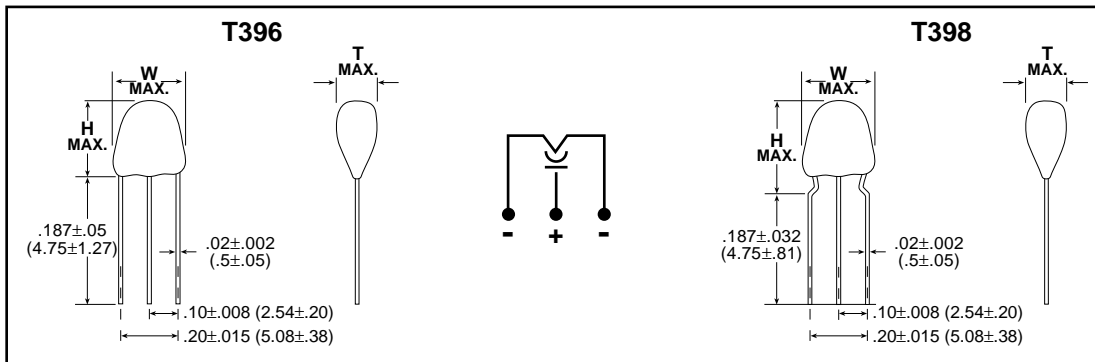 T396
W
MAX.
T
MAX.
H
MAX.
.187±.05
(4.75±1.27)
.02±.002
(.5±.05)
.10±.008 (2.54±.20)
.20±.015 (5.08±.38)
- + -
T398
W
MAX.
T
MAX.
H
MAX.
.187±.032
(4.75±.81)
.02±.002
(.5±.05)
.10±.008 (2.54±.20)
.20±.015 (5.08±.38)